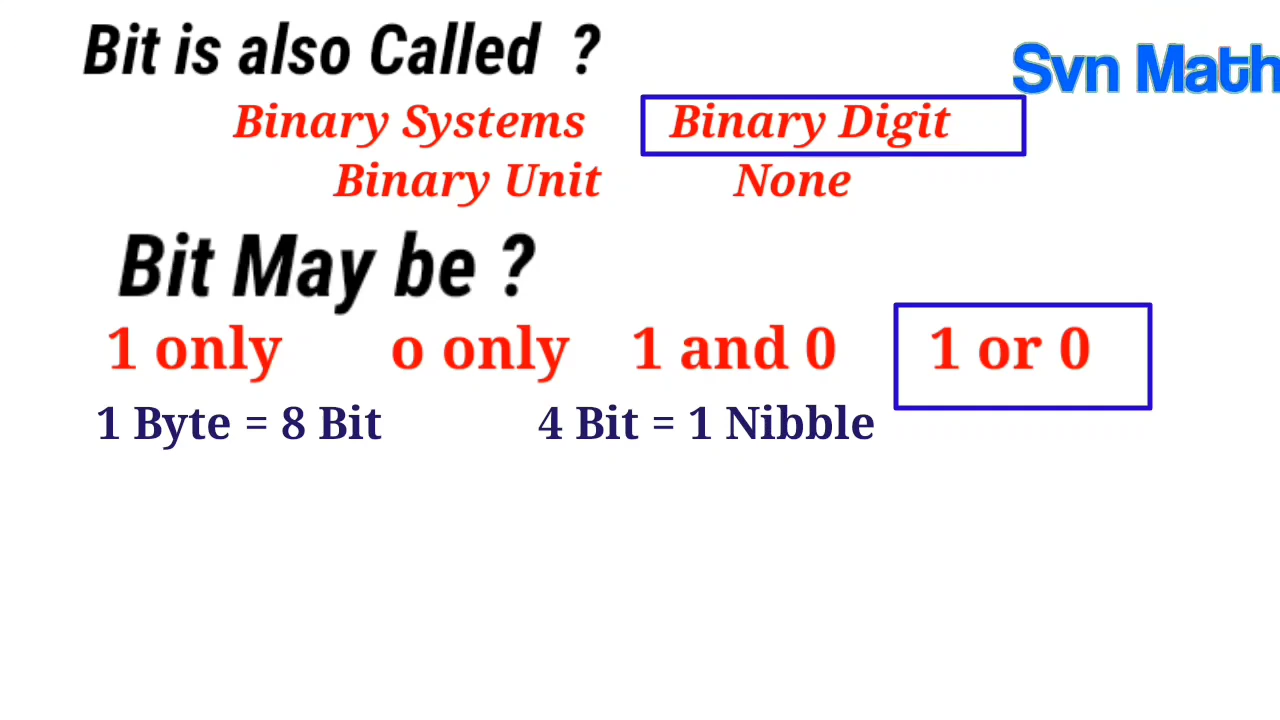 Bit is also Called ?
Svn Math
Binary Systems Binary Digit
Binary Unit None
Bit May be ?
1 only o only 1 and 0 1 or 0
1 Byte = 8 Bit 4 Bit = 1 Nibble